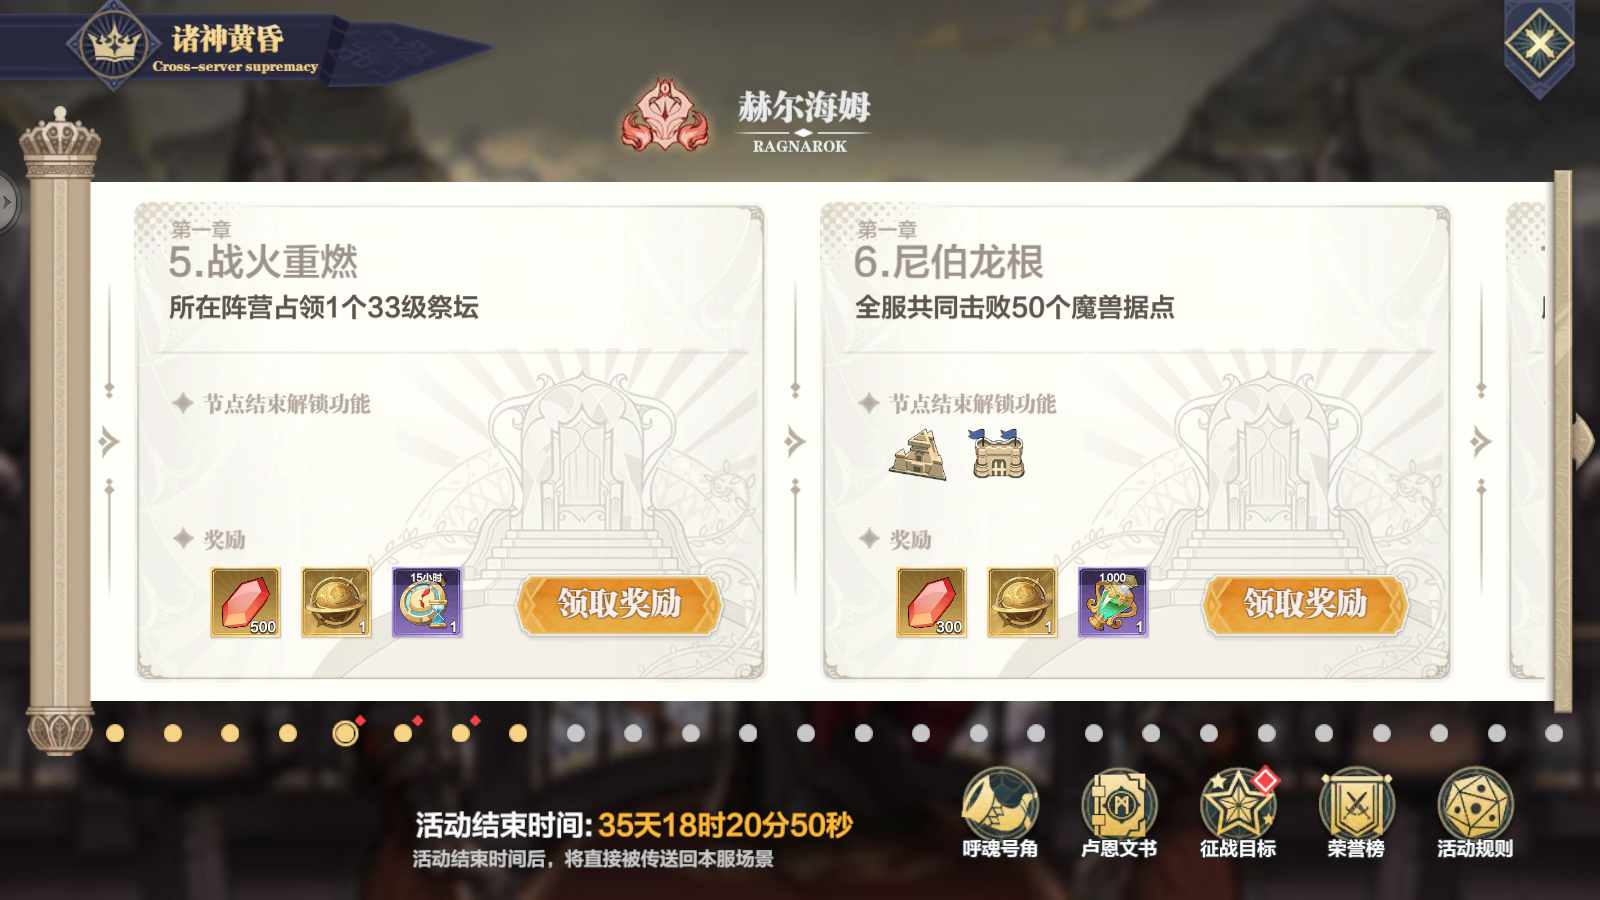 诸神黄昏
Cross-server supremacy
赫尔海姆
RAGNAROK
第一章
5.战火重燃
所在阵营占领1个33级祭坛
节点结束解锁功能
奖励
500
1
15小时
1
领取奖励
第一章
6.尼伯龙根
全服共同击败50个魔兽据点
节点结束解锁功能
奖励
300
1
1,000
1
领取奖励
活动结束时间:35天18时20分50秒
活动结束时间后，将直接被传送回本服场景
呼魂号角
卢恩文书
征战目标
荣誉榜
活动规则